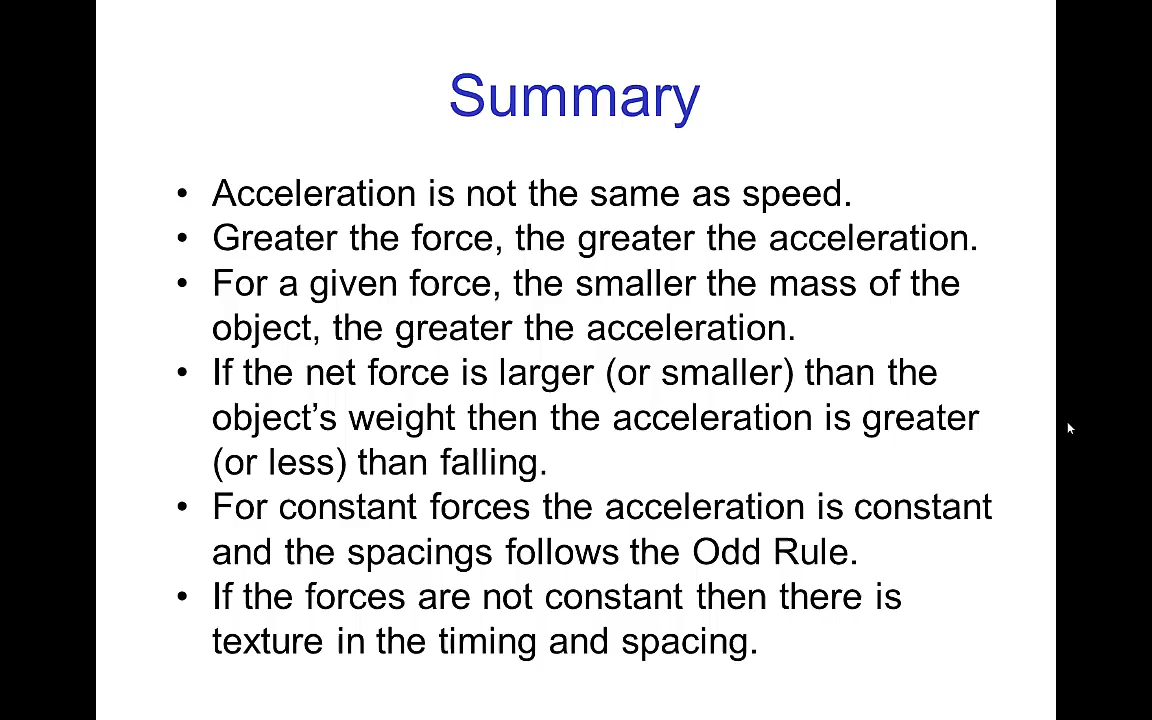 Summary
• Acceleration is not the same as speed.
• Greater the force, the greater the acceleration.
• For a given force, the smaller the mass of the
object, the greater the acceleration.
• If the net force is larger (or smaller) than the
object’s weight then the acceleration is greater
(or less) than falling.
• For constant forces the acceleration is constant
and the spacings follows the Odd Rule.
• If the forces are not constant then there is
texture in the timing and spacing.